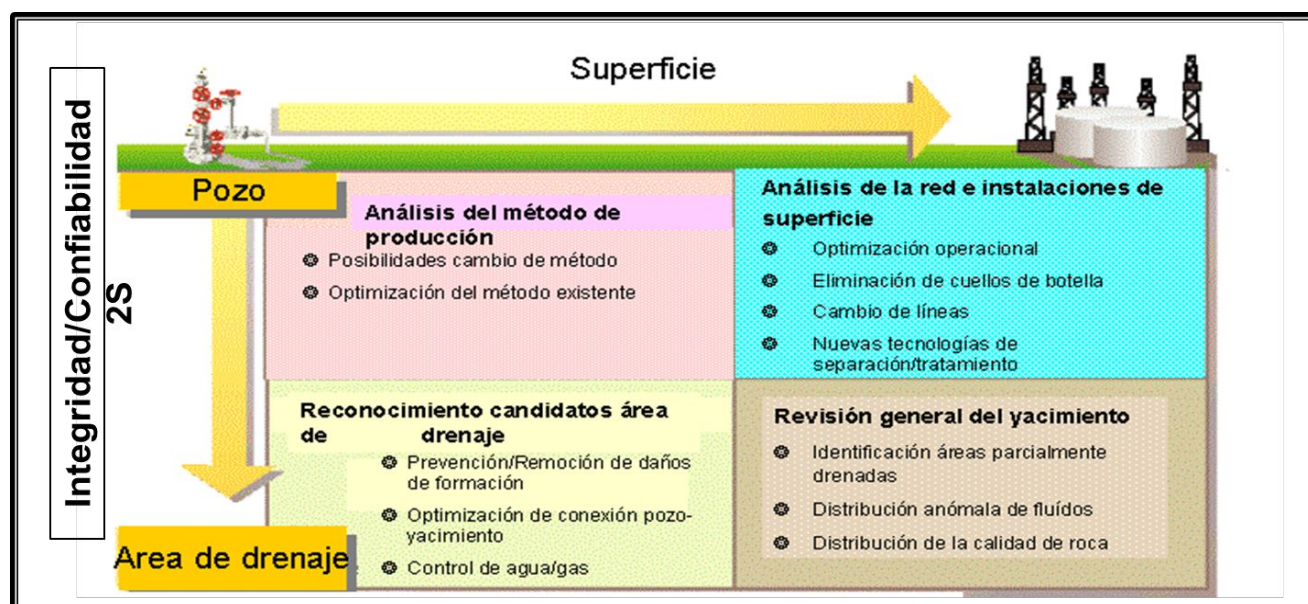 Superficie
Integridad/Confiabilidad
2S
Pozo
Análisis del método de
producción
Posibilidades cambio de método
Optimización del método existente
Análisis de la red e instalaciones de
superficie
Optimización operacional
Eliminación de cuellos de botella
Cambio de líneas
Nuevas tecnologías de
separación/tratamiento
Reconocimiento candidatos área
de drenaje
Prevención/Remoción de daños
de formación
Optimización de conexión pozo-
yacimiento
Control de agua/gas
Revisión general del yacimiento
Identificación áreas parcialmente
drenadas
Distribución anómala de fluídos
Distribución de la calidad de roca
Area de drenaje